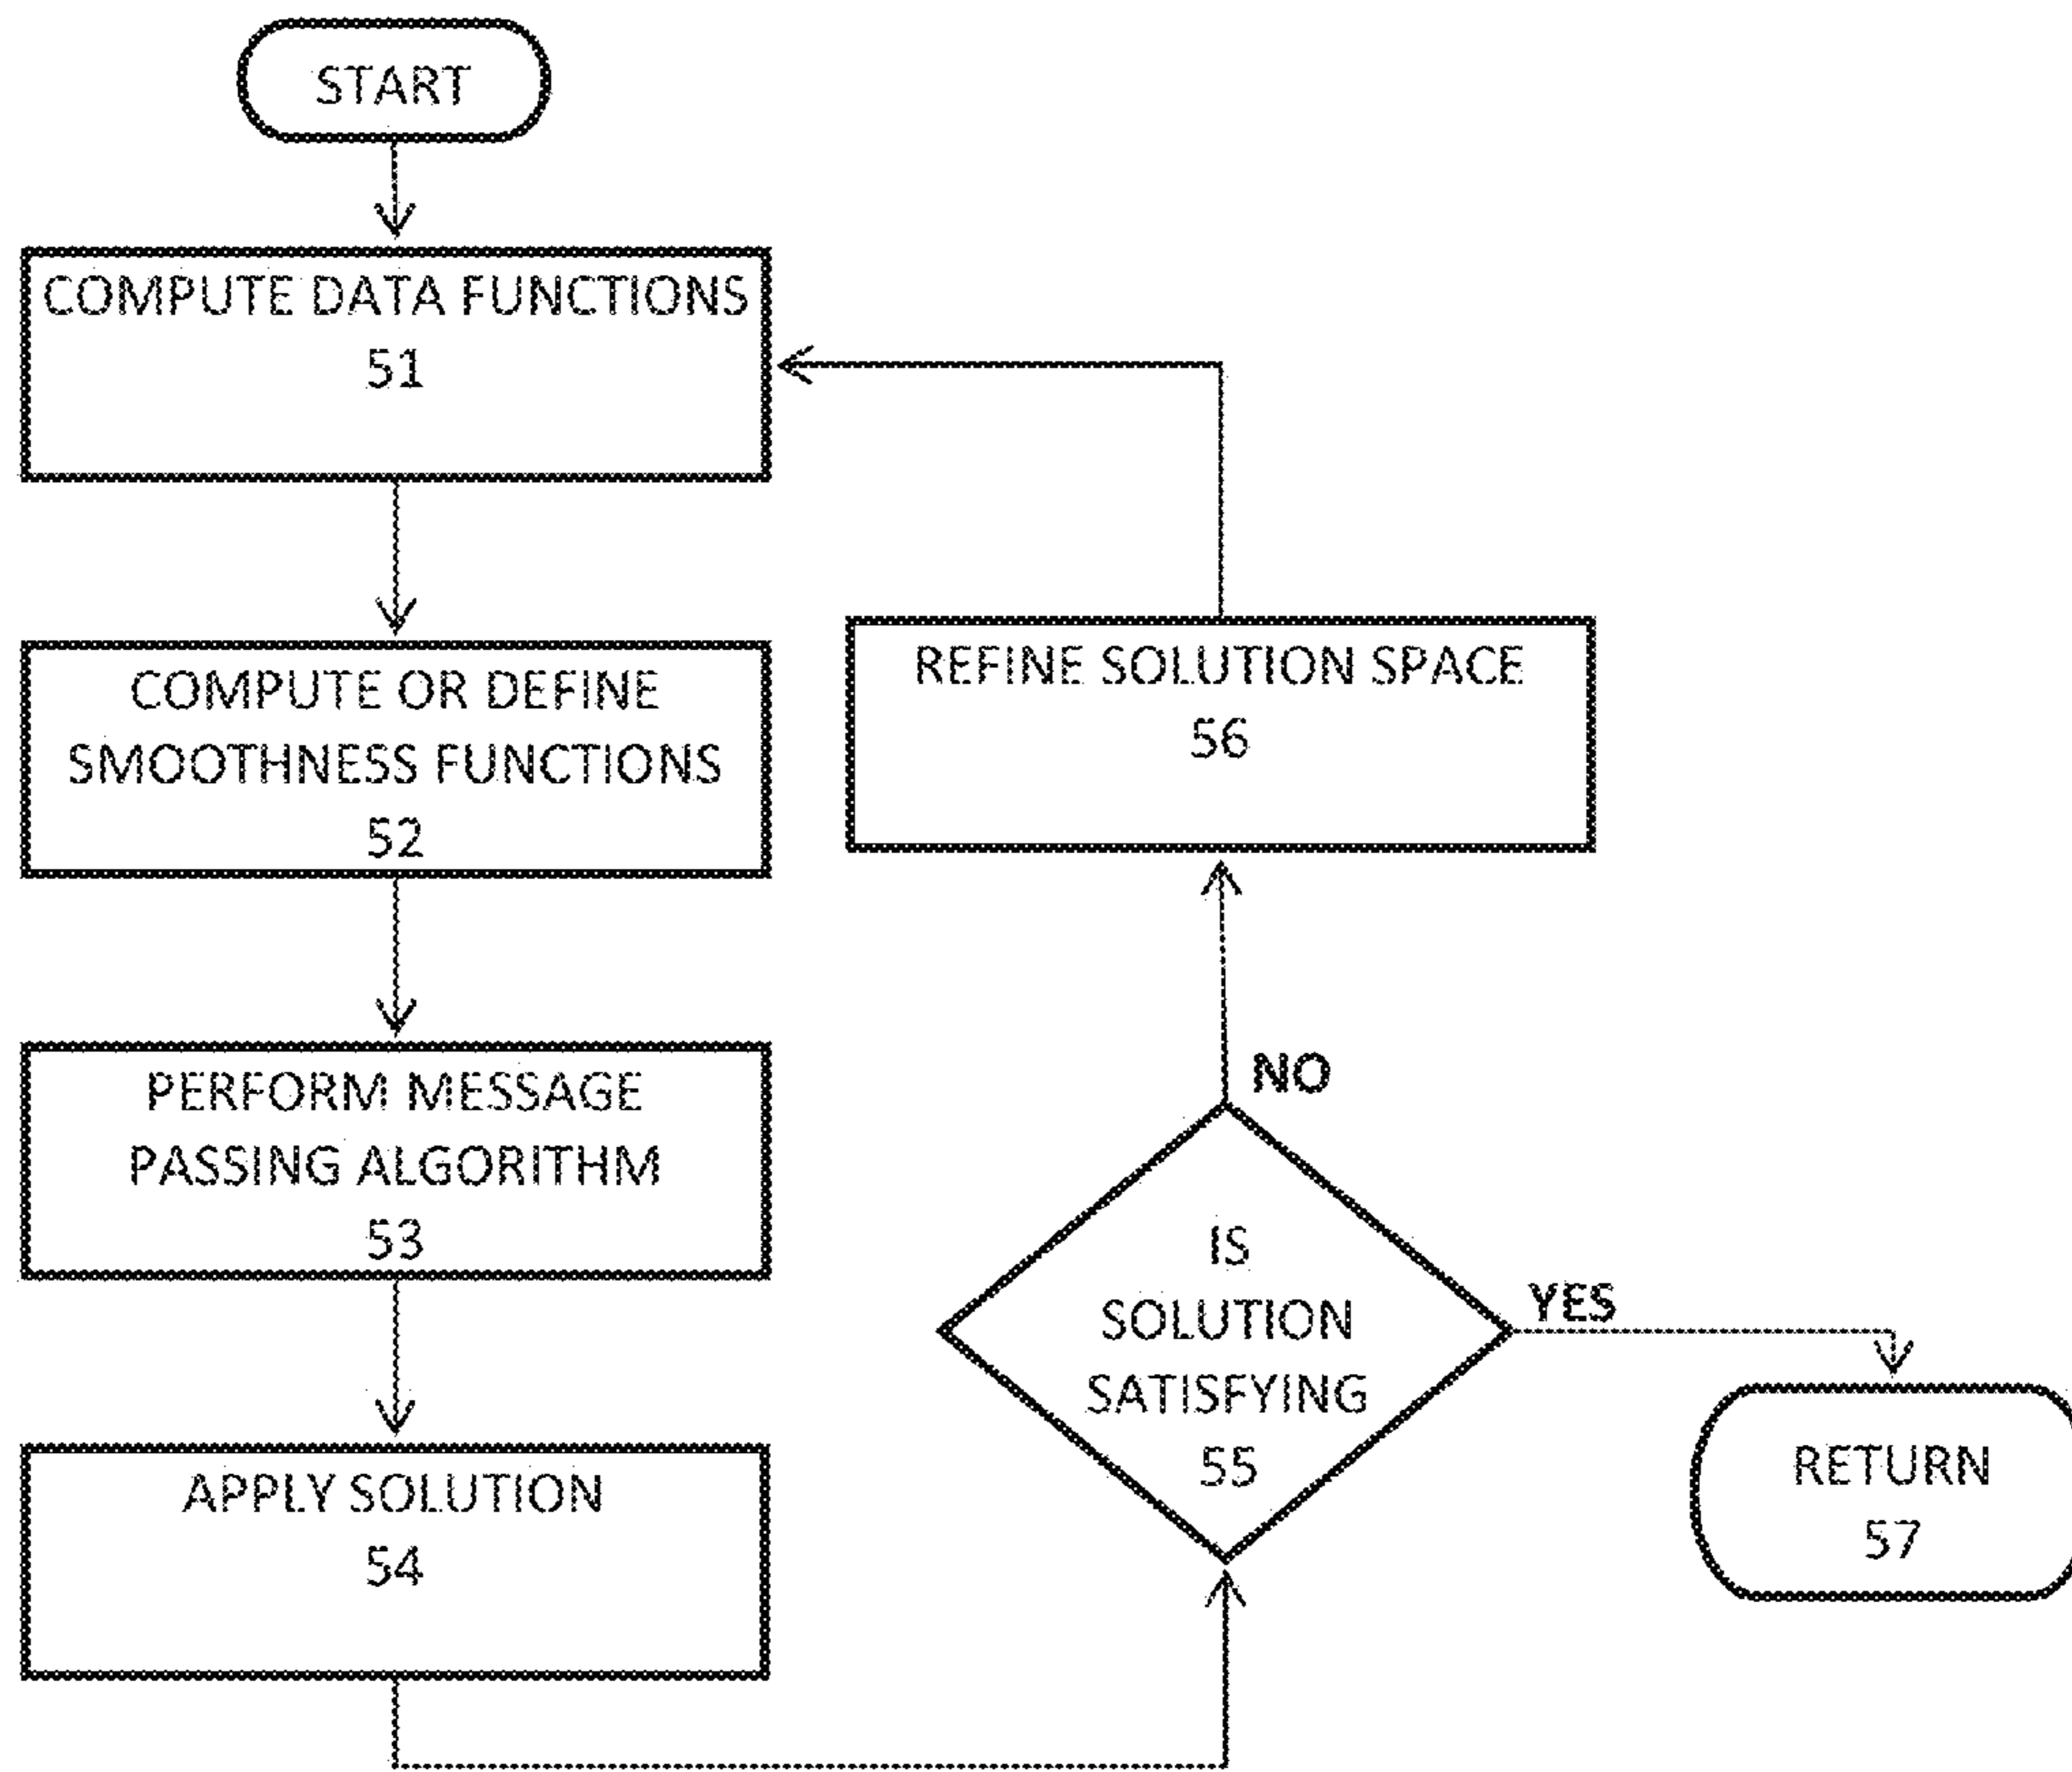 START
COMPUTE DATA FUNCTIONS
51
COMPUTE OR DEFINE
SMOOTHNESS FUNCTIONS
52
PERFORM MESSAGE
PASSING ALGORITHM
53
APPLY SOLUTION
54
IS
SOLUTION
SATISFYING
55
NO
REFINE SOLUTION SPACE
56
YES
RETURN
57